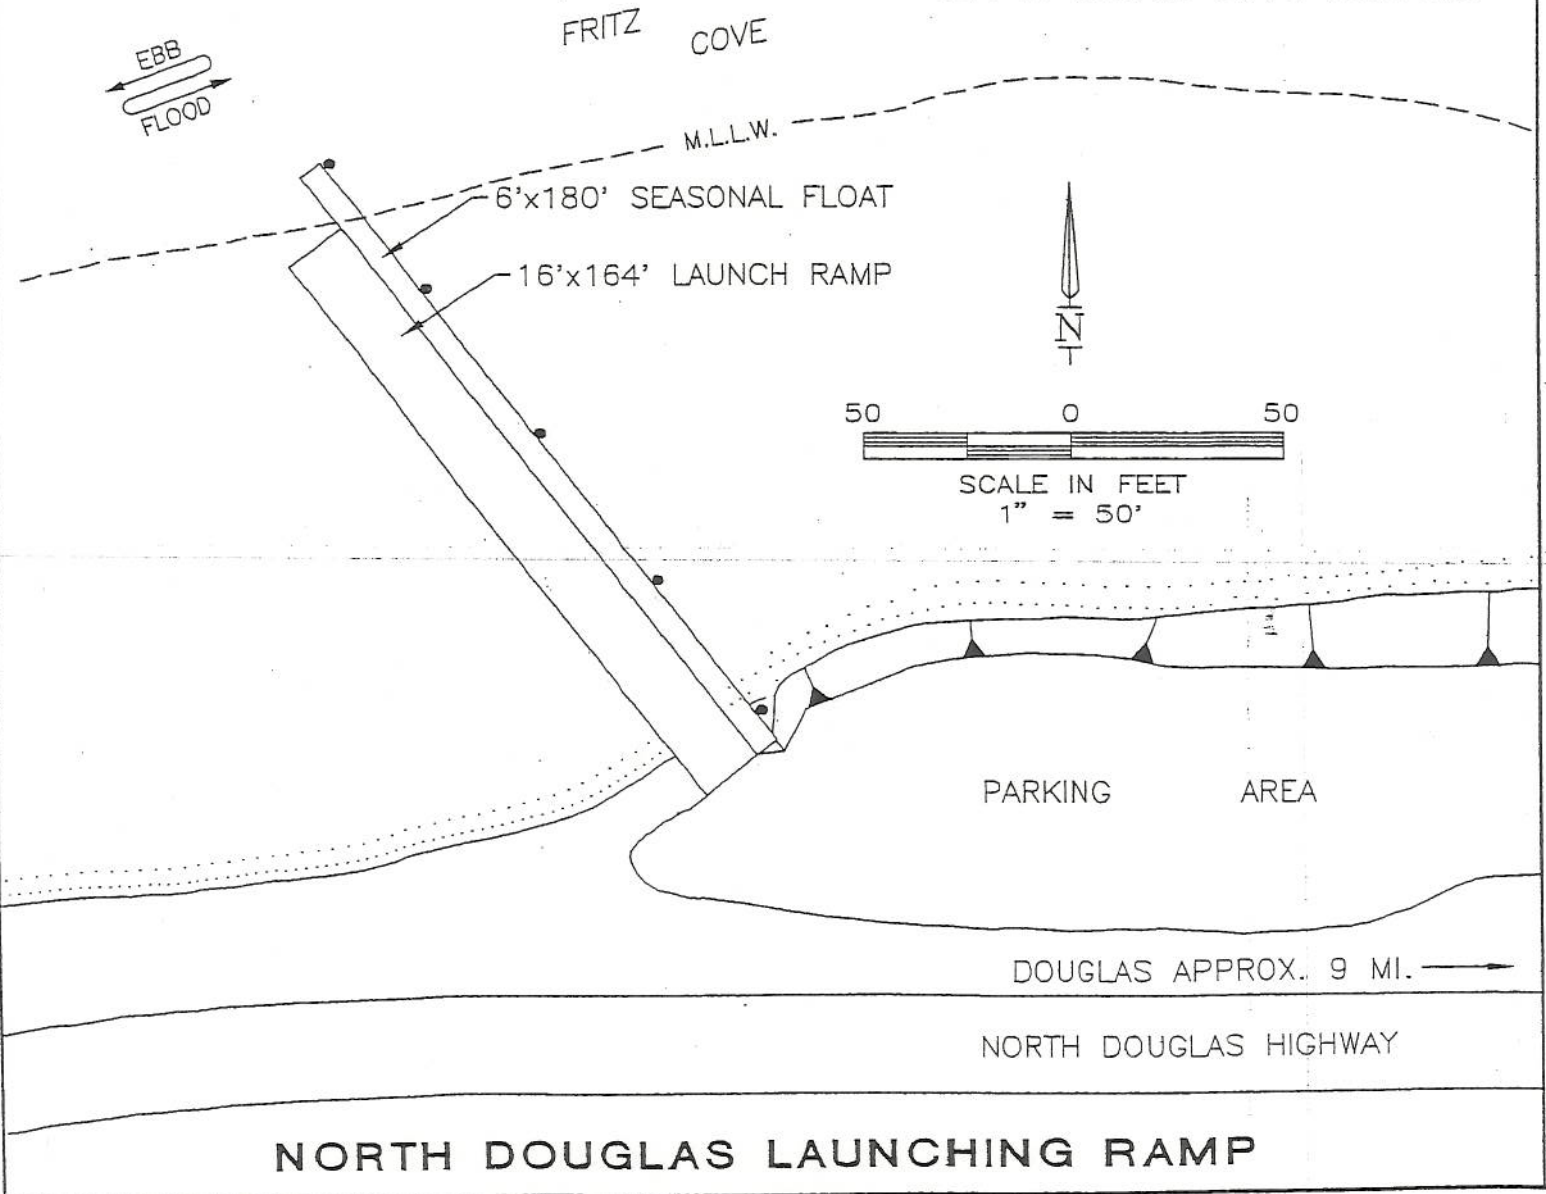 FRITZ COVE
EBB
FLOOD
M.L.L.W.
6'x180' SEASONAL FLOAT
16'x164' LAUNCH RAMP
N
50 0 50
SCALE IN FEET
1" = 50'
PARKING AREA
DOUGLAS APPROX. 9 MI.
NORTH DOUGLAS HIGHWAY
NORTH DOUGLAS LAUNCHING RAMP